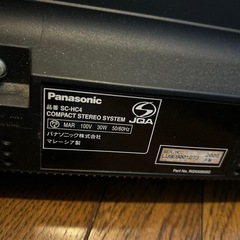 Panasonic
品番 SC-HC4
COMPACT STEREO SYSTEM
JQA
MAR 100V 30W 50/60Hz
パナソニック株式会社
マレーシア製